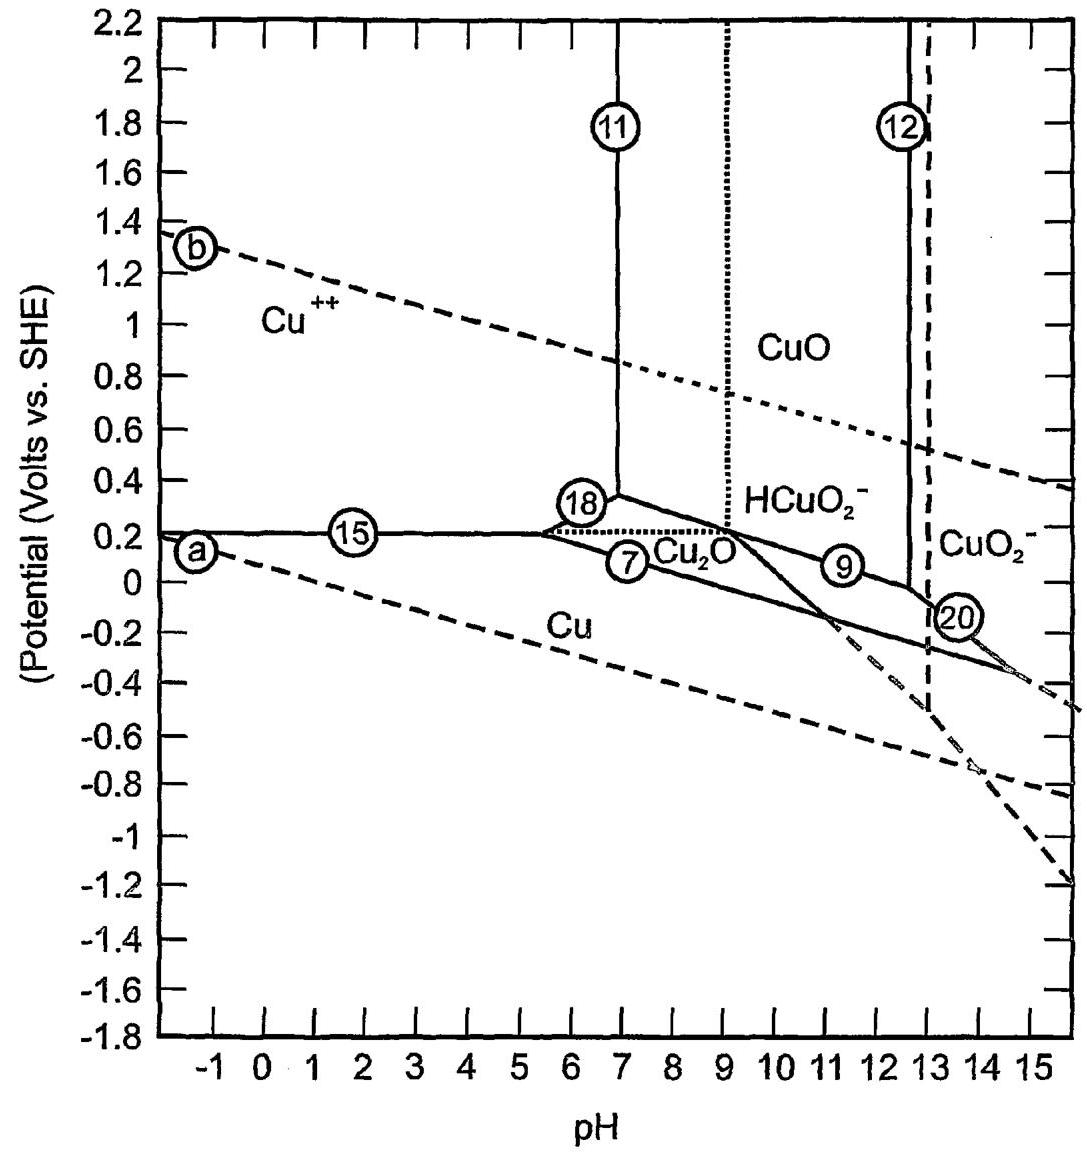 (Potential (Volts vs. SHE)
2.2
2
1.8
1.6
1.4
1.2
1
0.8
0.6
0.4
0.2
0
-0.2
-0.4
-0.6
-0.8
-1
-1.2
-1.4
-1.6
-1.8
11
12
b
Cu++
CuO
18
HCuO₂⁻
15
CuO₂⁻
a
Cu₂O
7
9
20
Cu
-1 0 1 2 3 4 5 6 7 8 9 10 11 12 13 14 15
pH